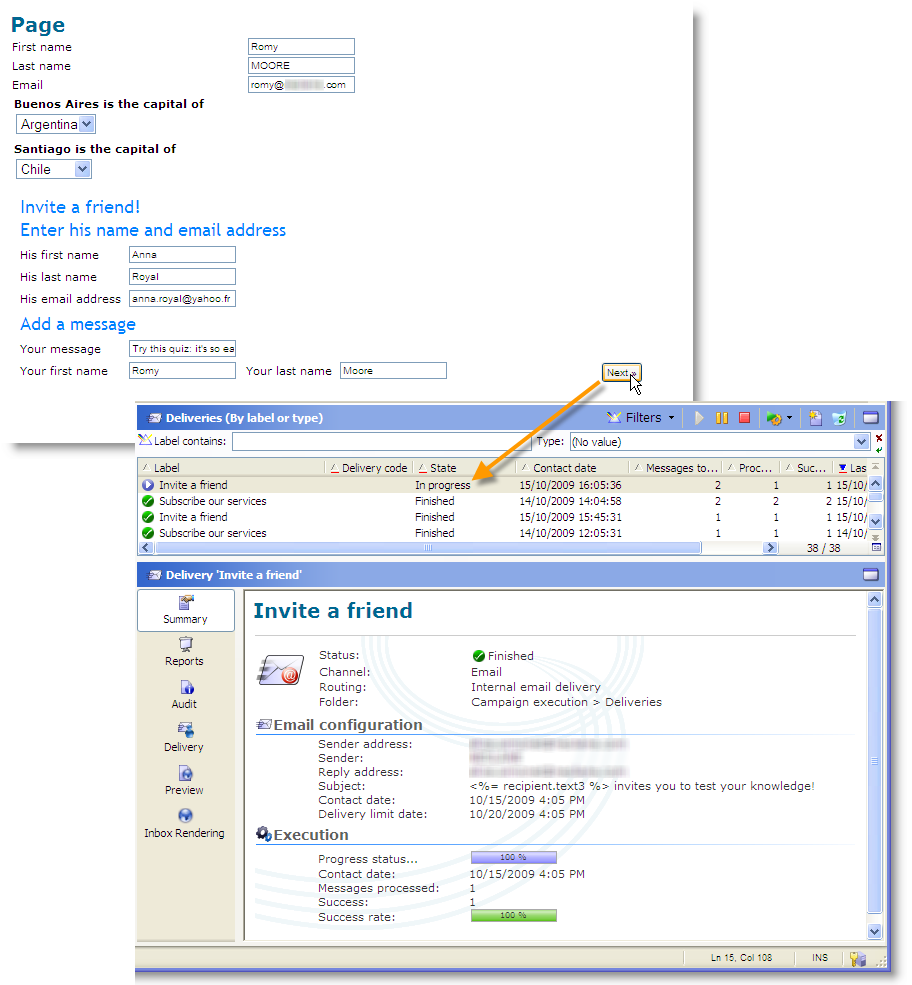 Page
First name Romy
Last name MOORE
Email romy@ .com
Buenos Aires is the capital of
Argentina
Santiago is the capital of
Chile
Invite a friend!
Enter his name and email address
His first name Anna
His last name Royal
His email address anna.royal@yahoo.fr
Add a message
Your message Try this quiz: it's so ea
Your first name Romy Your last name Moore Next »
Deliveries (By label or type) Filters
Label contains: Type: (No value)
Label Delivery code State Contact date Messages to... Proc... Suc... Las
Invite a friend In progress 15/10/2009 16:05:36 2 1 1 15/10/
Subscribe our services Finished 14/10/2009 14:04:58 2 2 2 15/10/
Invite a friend Finished 15/10/2009 15:45:31 1 1 1 15/10/
Subscribe our services Finished 14/10/2009 12:05:31 1 1 1 14/10/
38 / 38
Delivery 'Invite a friend'
Summary
Reports
Audit
Delivery
Preview
Inbox Rendering
Invite a friend
Status: Finished
Channel: Email
Routing: Internal email delivery
Folder: Campaign execution > Deliveries
Email configuration
Sender address:
Sender:
Reply address:
Subject: <%= recipient.text3 %> invites you to test your knowledge!
Contact date: 10/15/2009 4:05 PM
Delivery limit date: 10/20/2009 4:05 PM
Execution
Progress status... 100 %
Contact date: 10/15/2009 4:05 PM
Messages processed: 1
Success: 1
Success rate: 100 %
Ln 15, Col 108 INS